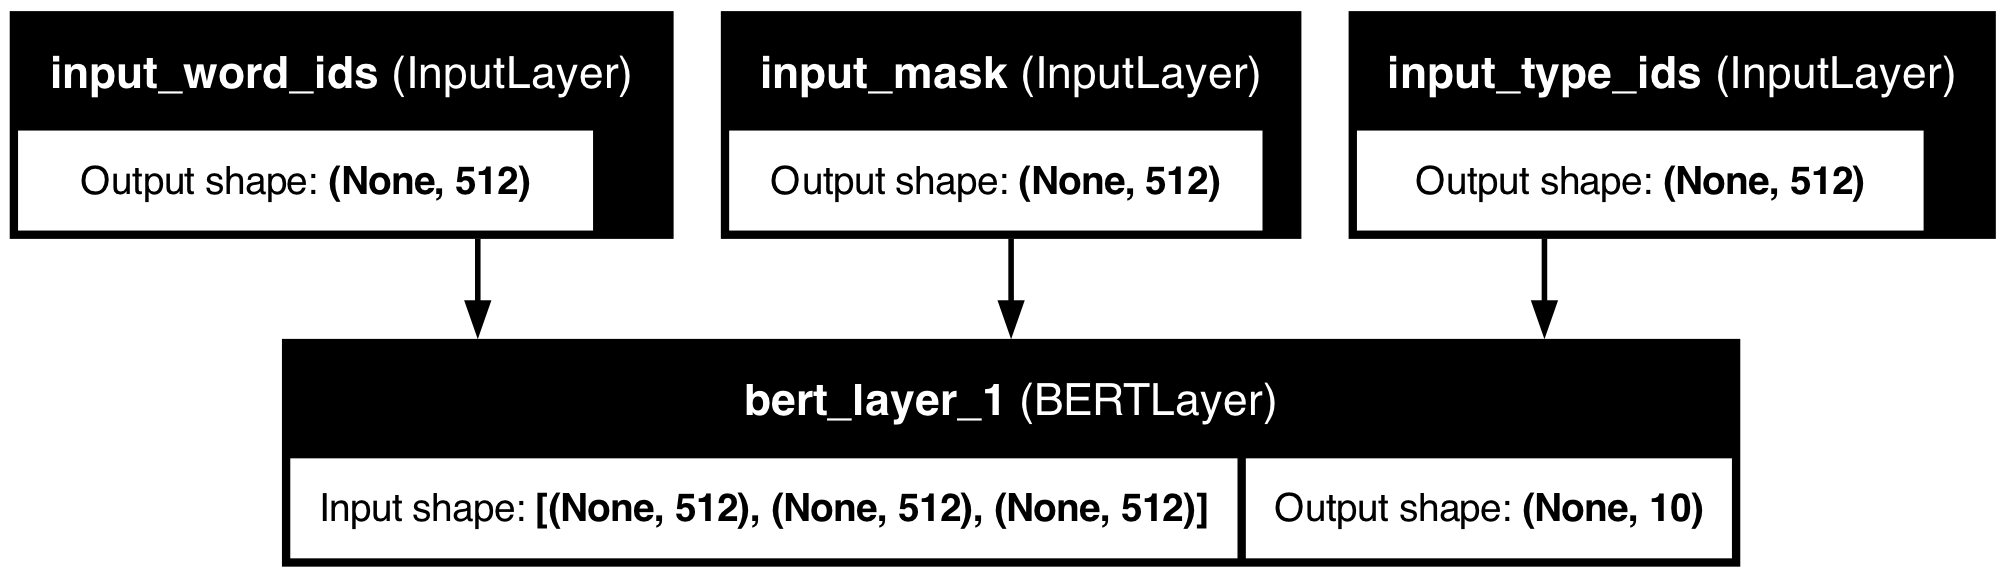 input_word_ids (InputLayer)
Output shape: (None, 512)
input_mask (InputLayer)
Output shape: (None, 512)
input_type_ids (InputLayer)
Output shape: (None, 512)
bert_layer_1 (BERTLayer)
Input shape: [(None, 512), (None, 512), (None, 512)]
Output shape: (None, 10)